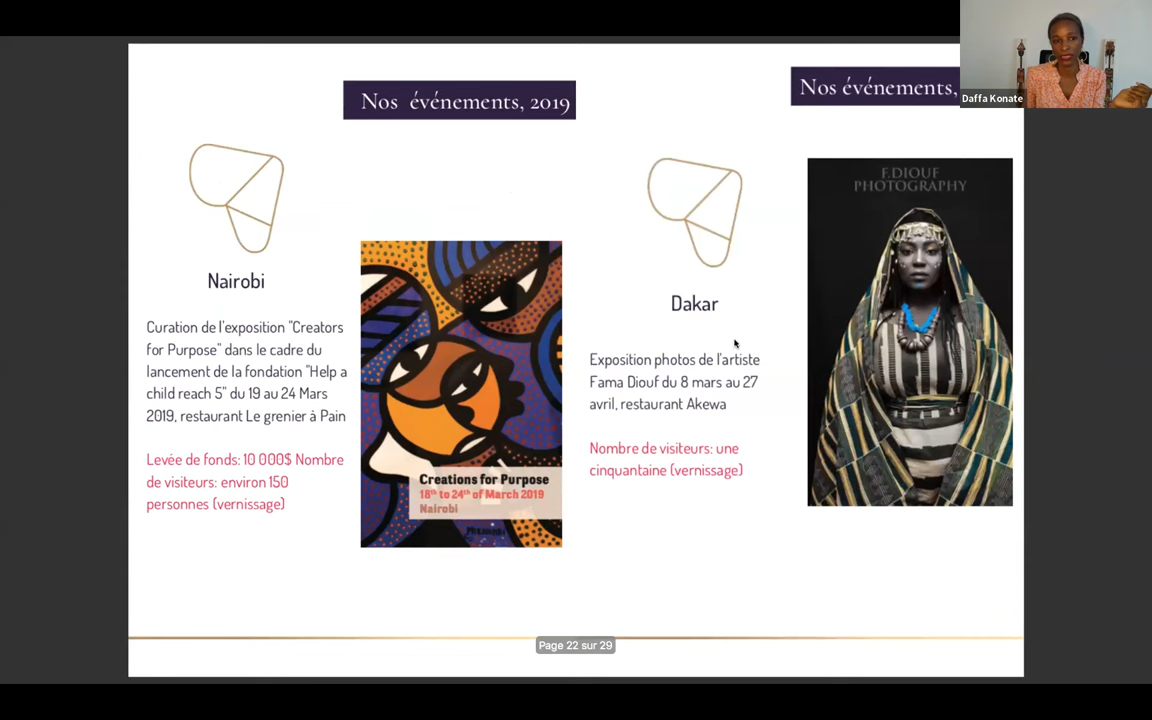 Nos événements, 2019
Nairobi
Curation de l'exposition "Creators
for Purpose" dans le cadre du
lancement de la fondation "Help a
child reach 5" du 19 au 24 Mars
2019, restaurant Le grenier à Pain
Levée de fonds: 10 000$ Nombre
de visiteurs: environ 150
personnes (vernissage)
Creations for Purpose
18th to 24th of March 2019
Nairobi
Nos événements,
Dakar
Exposition photos de l'artiste
Fama Diouf du 8 mars au 27
avril, restaurant Akewa
Nombre de visiteurs: une
cinquantaine (vernissage)
F.DIOUF
PHOTOGRAPHY
Daffa Konate
Page 22 sur 29